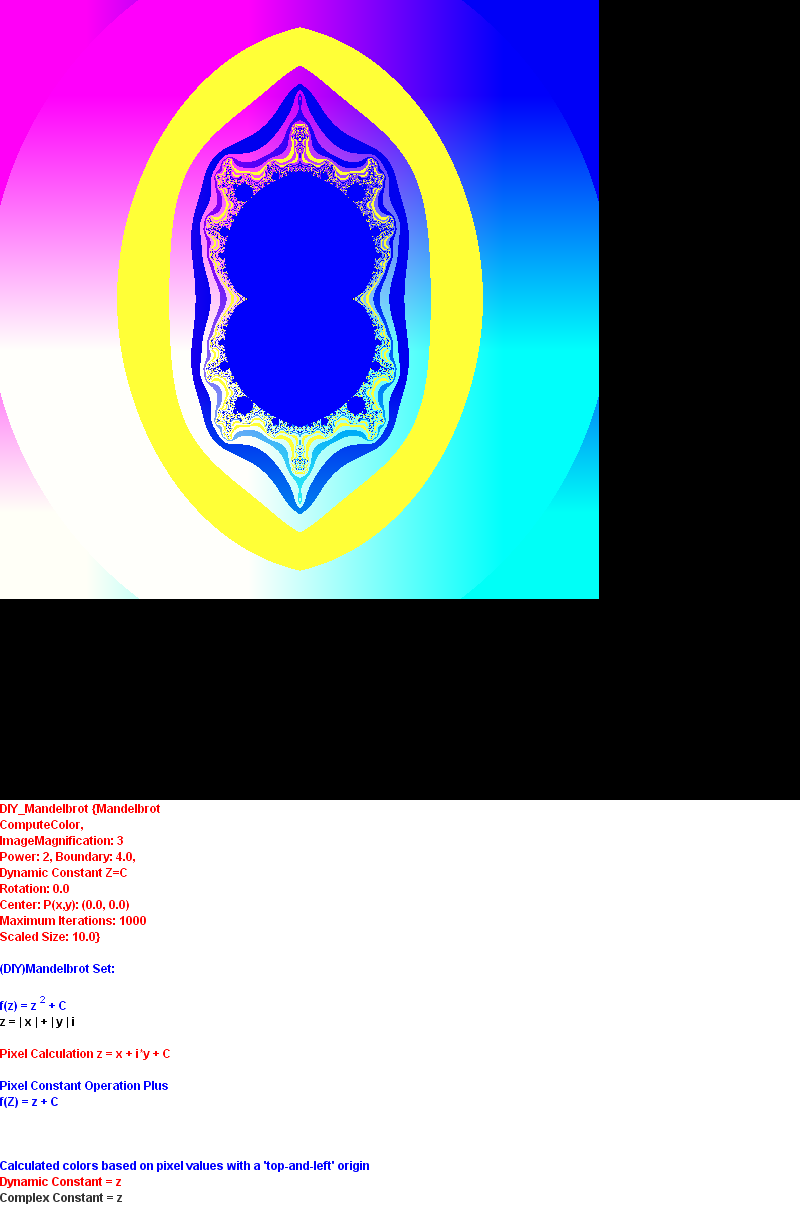 DIY_Mandelbrot {Mandelbrot
ComputeColor,
ImageMagnification: 3
Power: 2, Boundary: 4.0,
Dynamic Constant Z=C
Rotation: 0.0
Center: P(x,y): (0.0, 0.0)
Maximum Iterations: 1000
Scaled Size: 10.0}
(DIY)Mandelbrot Set:
f(z) = z 2 + C
z = | x | + | y | i
Pixel Calculation z = x + i*y + C
Pixel Constant Operation Plus
f(Z) = z + C
Calculated colors based on pixel values with a 'top-and-left' origin
Dynamic Constant = z
Complex Constant = z